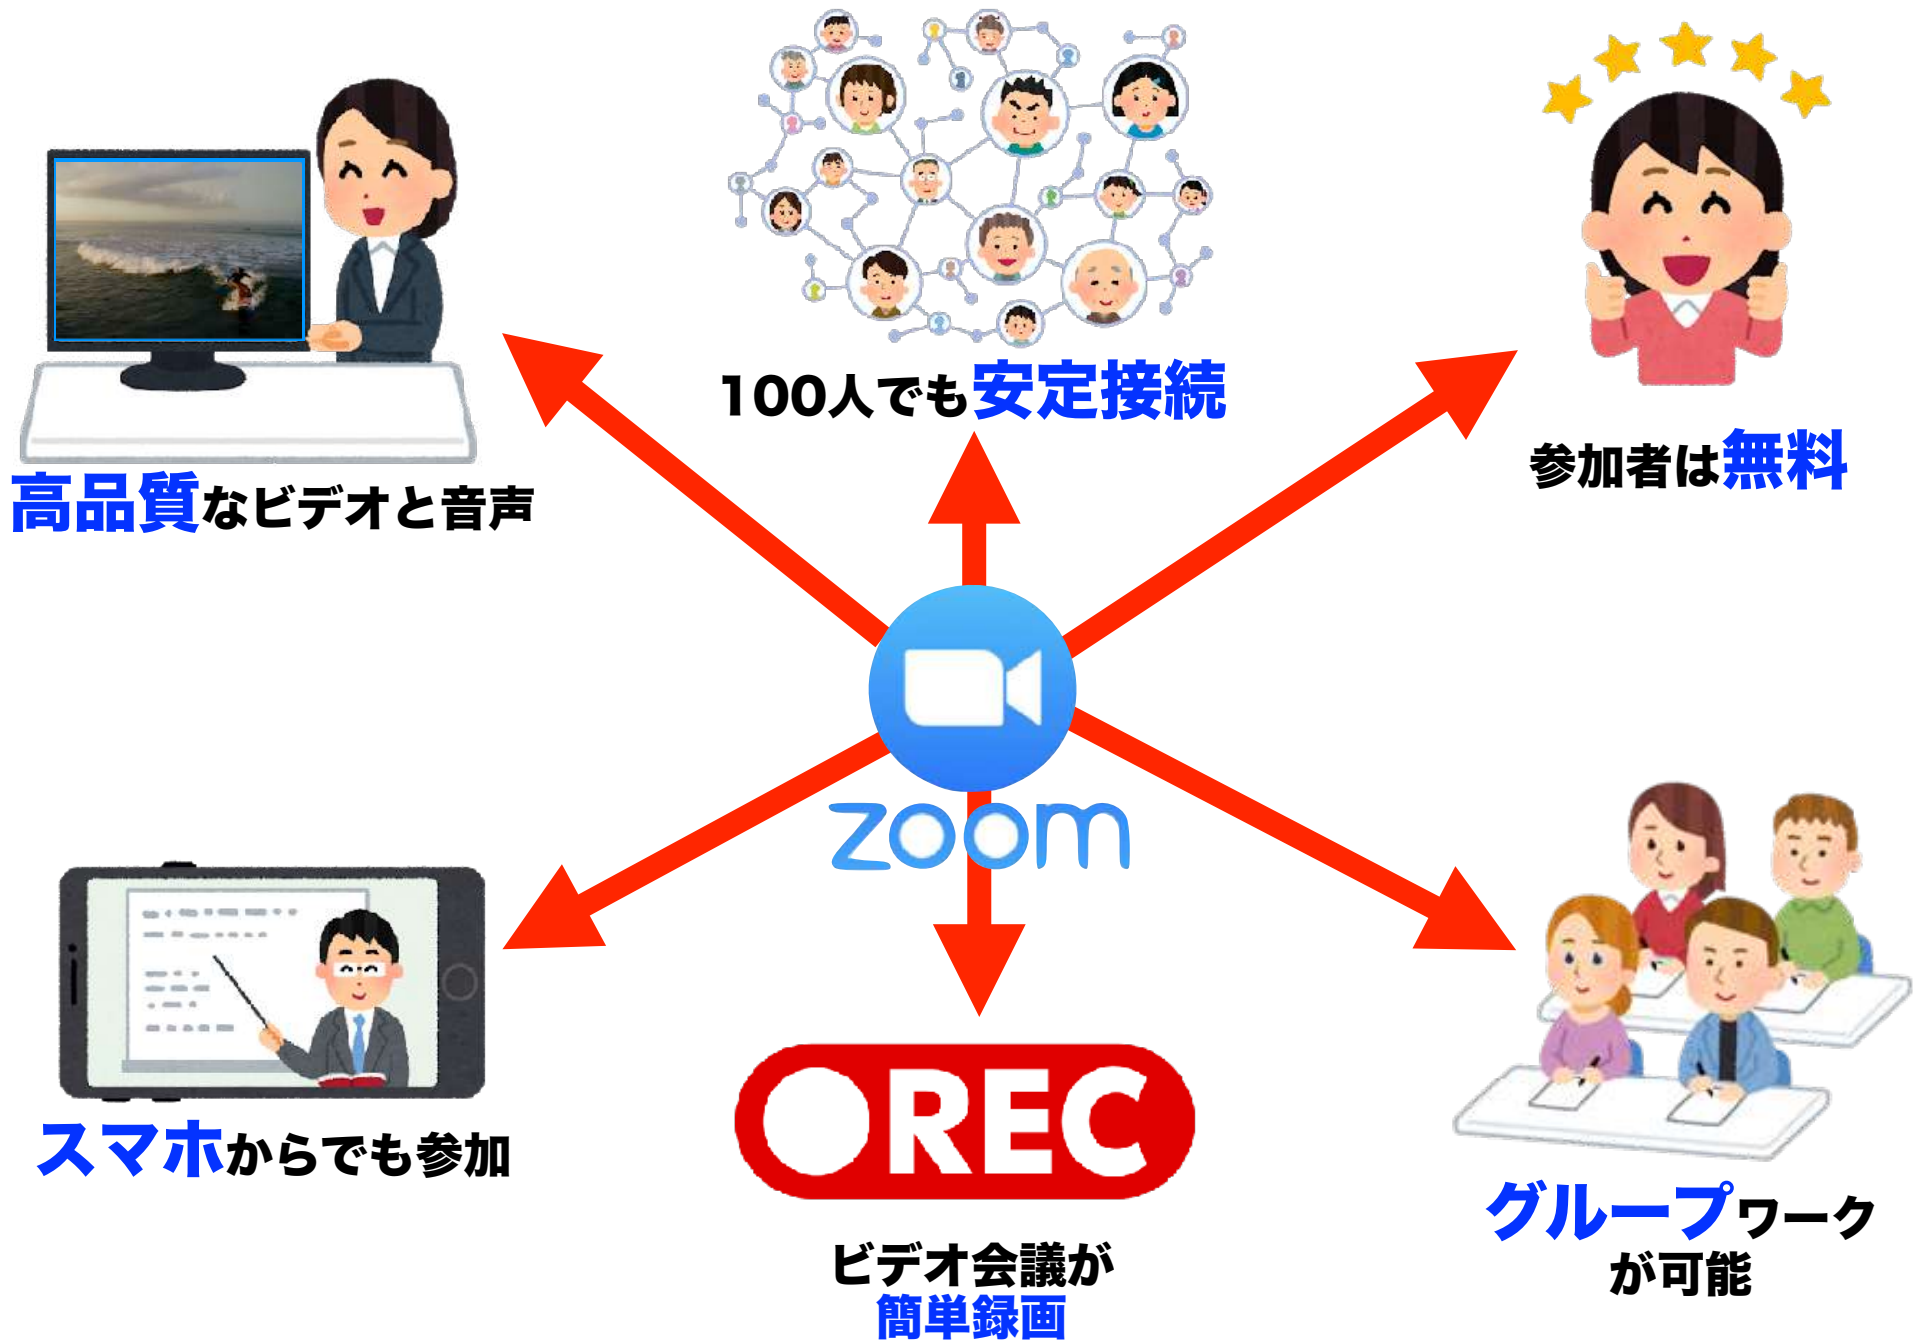 100人でも安定接続
参加者は無料
高品質なビデオと音声
zoom
スマホからでも参加
REC
グループワーク
が可能
ビデオ会議が
簡単録画